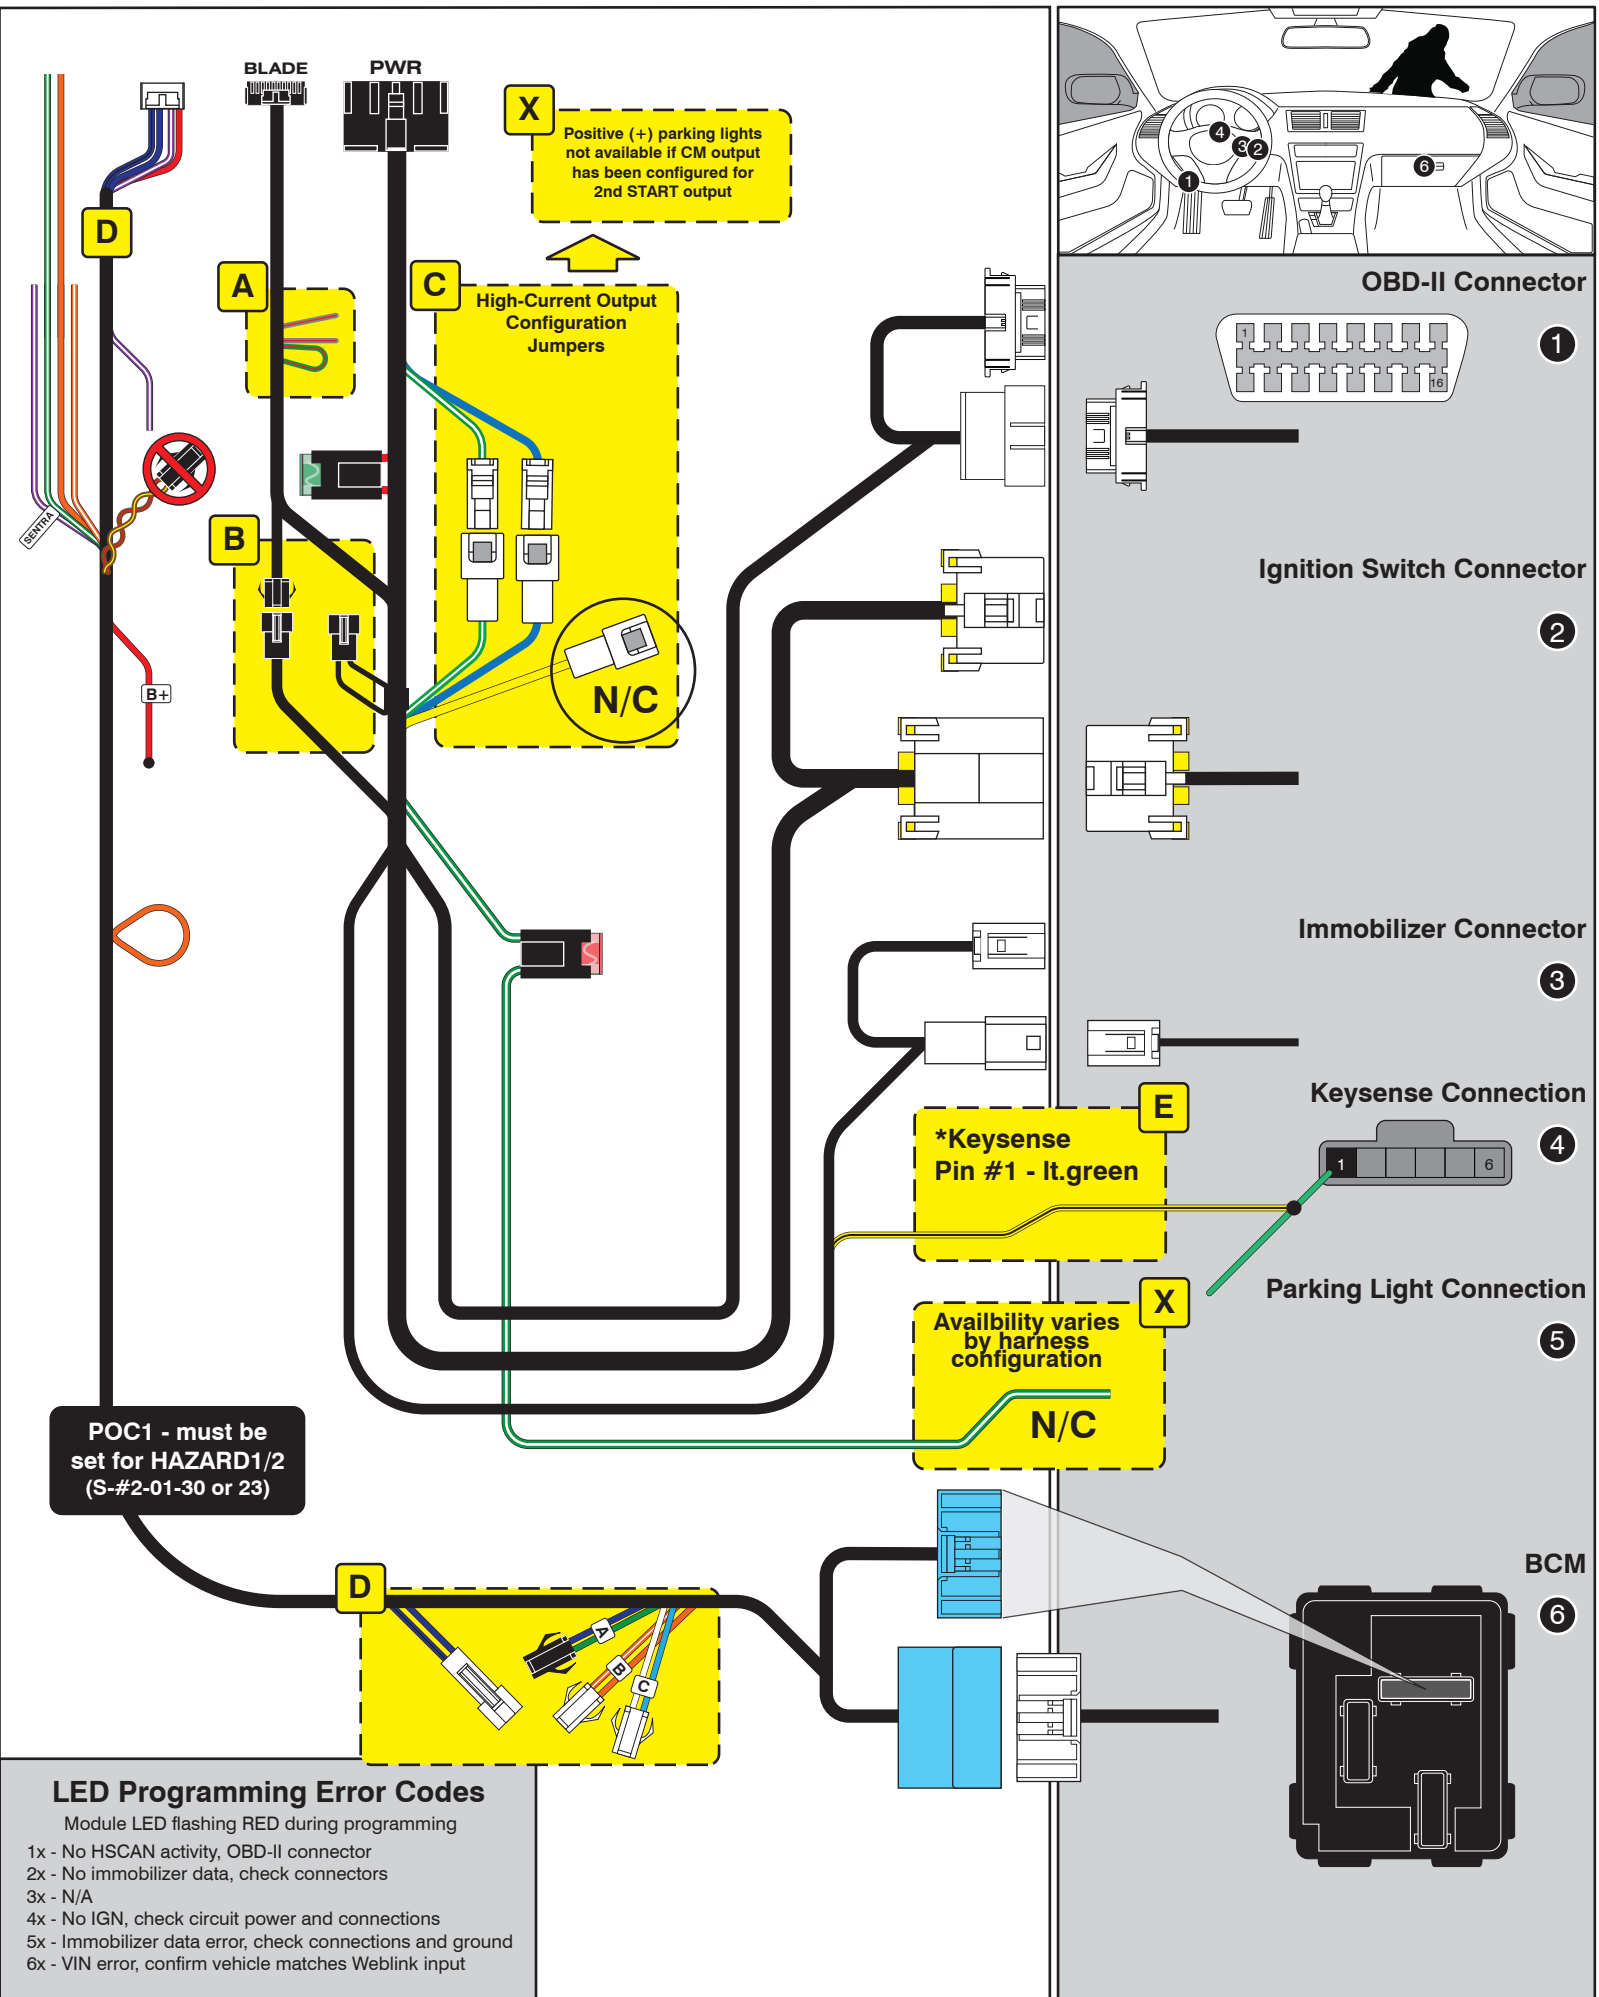 BLADE
PWR
X
Positive (+) parking lights
not available if CM output
has been configured for
2nd START output
4
3
2
6
1
D
A
C
High-Current Output
Configuration
Jumpers
OBD-II Connector
1
1
16
SENTRA
B
B+
N/C
Ignition Switch Connector
2
Immobilizer Connector
3
E
*Keysense
Pin #1 - lt.green
Keysense Connection
4
1
6
X
Availbility varies
by harness
configuration
N/C
Parking Light Connection
5
POC1 - must be
set for HAZARD1/2
(S-#2-01-30 or 23)
D
A
B
C
BCM
6
LED Programming Error Codes
Module LED flashing RED during programming
1x - No HSCAN activity, OBD-II connector
2x - No immobilizer data, check connectors
3x - N/A
4x - No IGN, check circuit power and connections
5x - Immobilizer data error, check connections and ground
6x - VIN error, confirm vehicle matches Weblink input